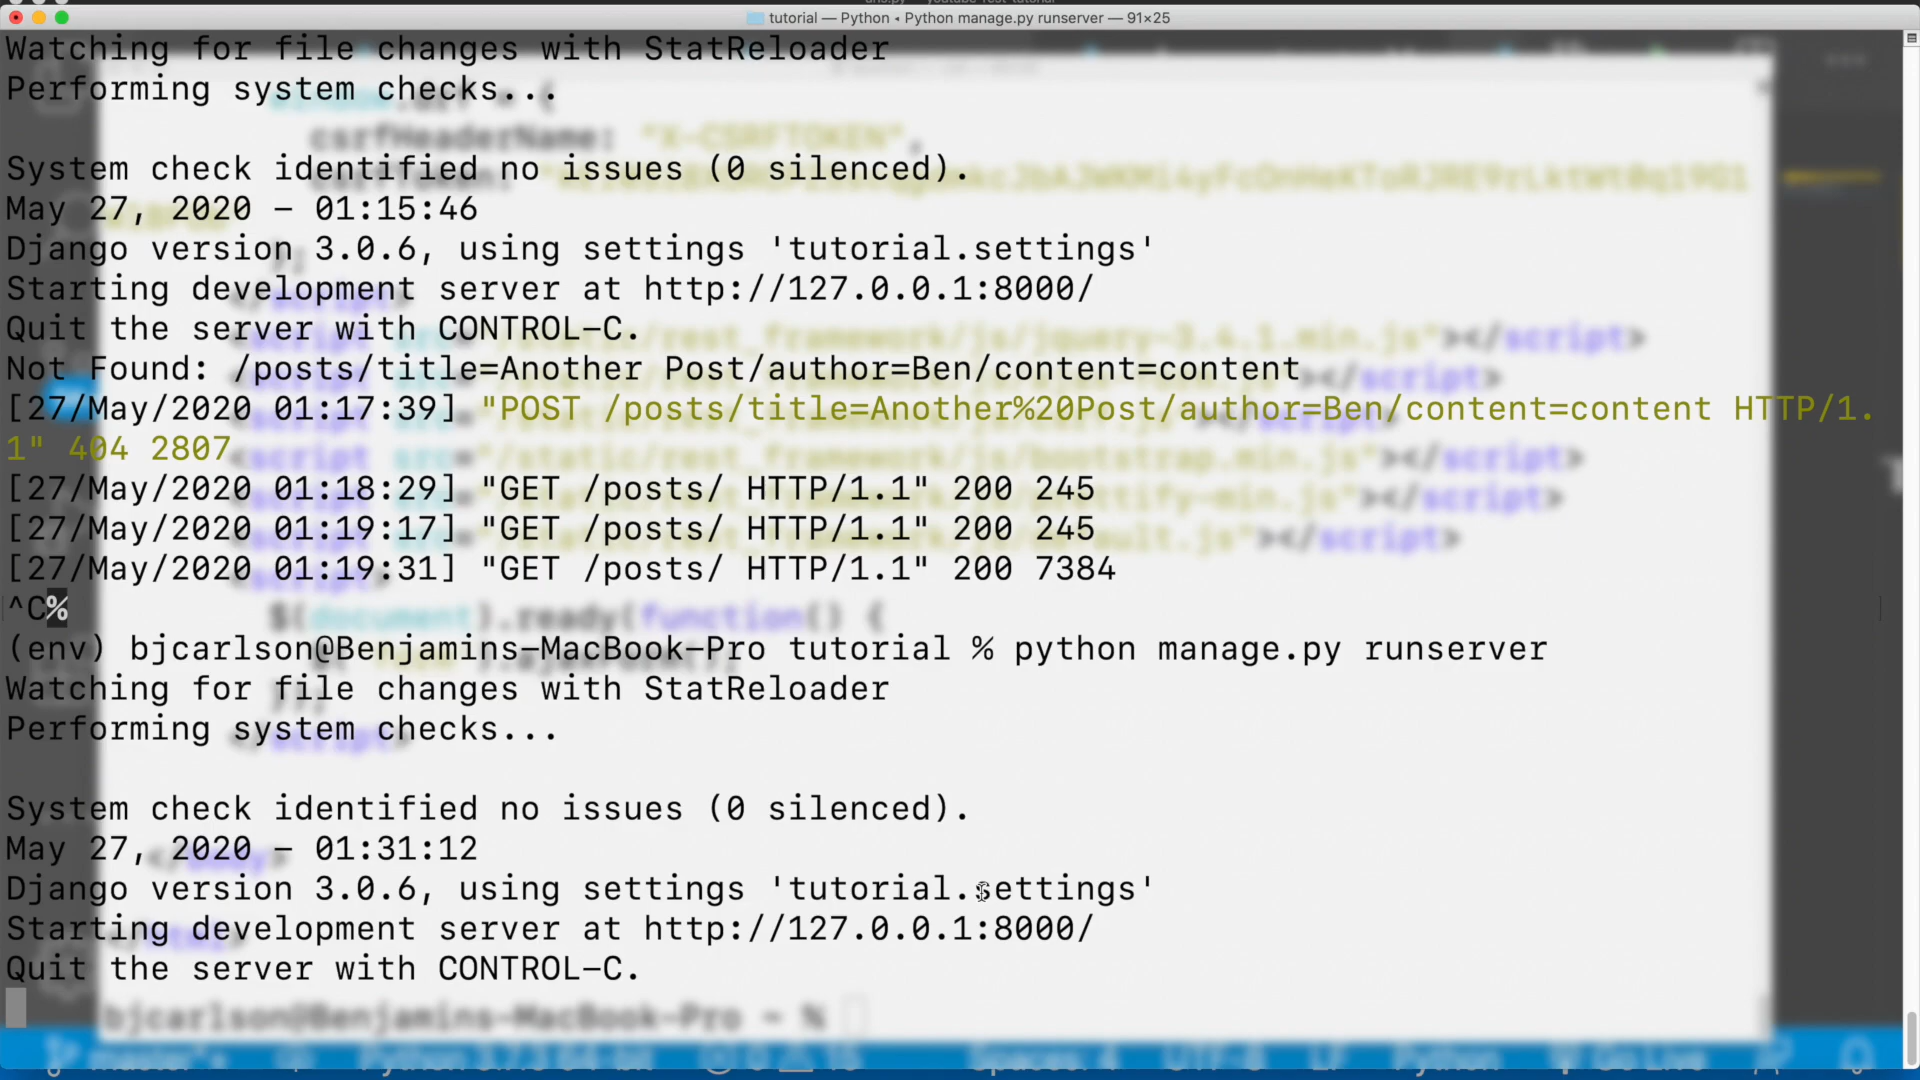 tutorial — Python ◂ Python manage.py runserver — 91×25
Watching for file changes with StatReloader
Performing system checks...
csrfHeaderName: "X-CSRFTOKEN",
System check identified no issues (0 silenced).
May 27, 2020 - 01:15:46
Django version 3.0.6, using settings 'tutorial.settings'
Starting development server at http://127.0.0.1:8000/
Quit the server with CONTROL-C.
Not Found: /posts/title=Another Post/author=Ben/content=content
[27/May/2020 01:17:39] "POST /posts/title=Another%20Post/author=Ben/content=content HTTP/1.
1" 404 2807
[27/May/2020 01:18:29] "GET /posts/ HTTP/1.1" 200 245
[27/May/2020 01:19:17] "GET /posts/ HTTP/1.1" 200 245
[27/May/2020 01:19:31] "GET /posts/ HTTP/1.1" 200 7384
^C%
$(document).ready(function() {
(env) bjcarlson@Benjamins-MacBook-Pro tutorial % python manage.py runserver
Watching for file changes with StatReloader
Performing system checks...
System check identified no issues (0 silenced).
May 27, 2020 - 01:31:12
Django version 3.0.6, using settings 'tutorial.settings'
Starting development server at http://127.0.0.1:8000/
Quit the server with CONTROL-C.
bjcarlson@Benjamins-MacBook-Pro ~ %